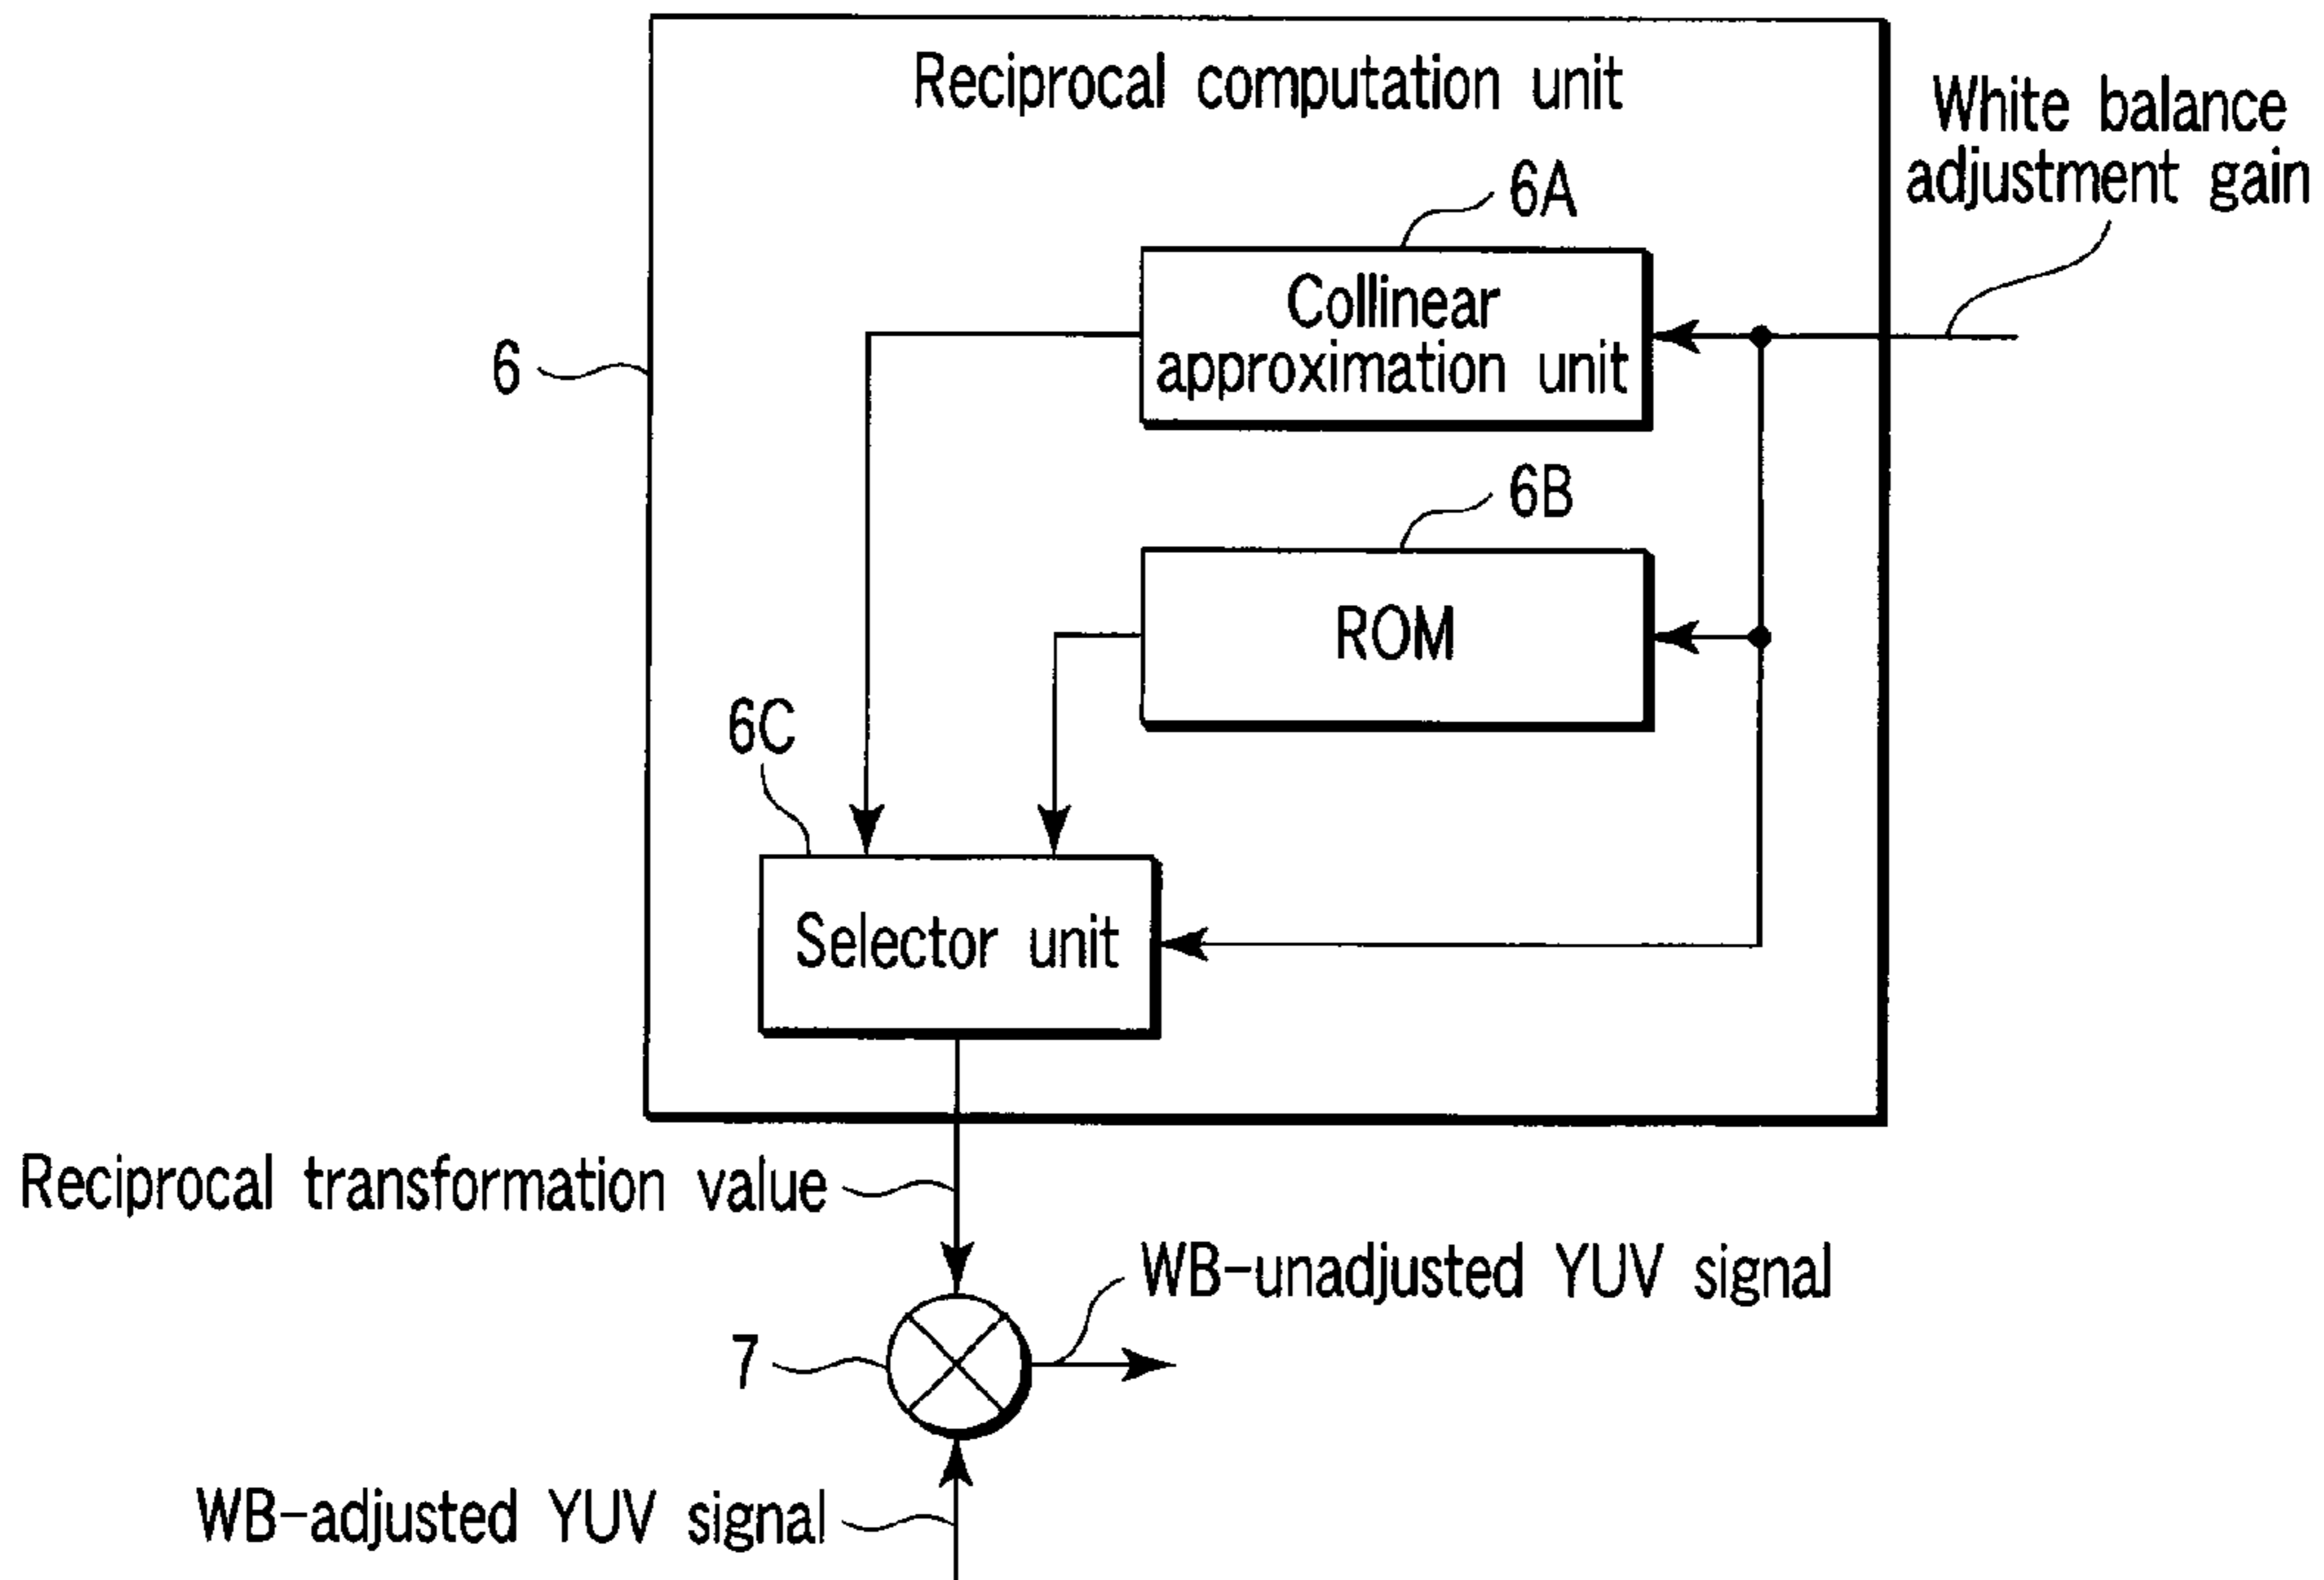 Reciprocal computation unit
White balance
adjustment gain
6A
Collinear
approximation unit
6
6B
ROM
6C
Selector unit
Reciprocal transformation value
WB-unadjusted YUV signal
7
WB-adjusted YUV signal